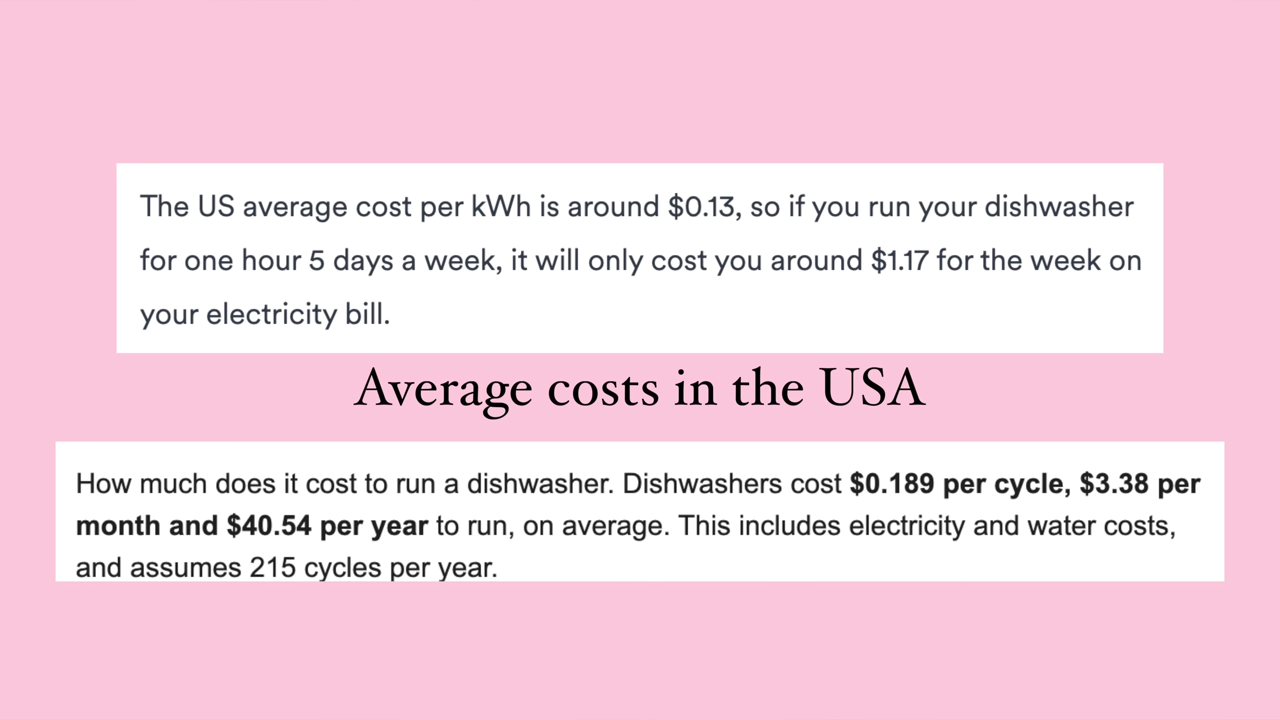 The US average cost per kWh is around $0.13, so if you run your dishwasher
for one hour 5 days a week, it will only cost you around $1.17 for the week on
your electricity bill.
Average costs in the USA
How much does it cost to run a dishwasher. Dishwashers cost $0.189 per cycle, $3.38 per
month and $40.54 per year to run, on average. This includes electricity and water costs,
and assumes 215 cycles per year.